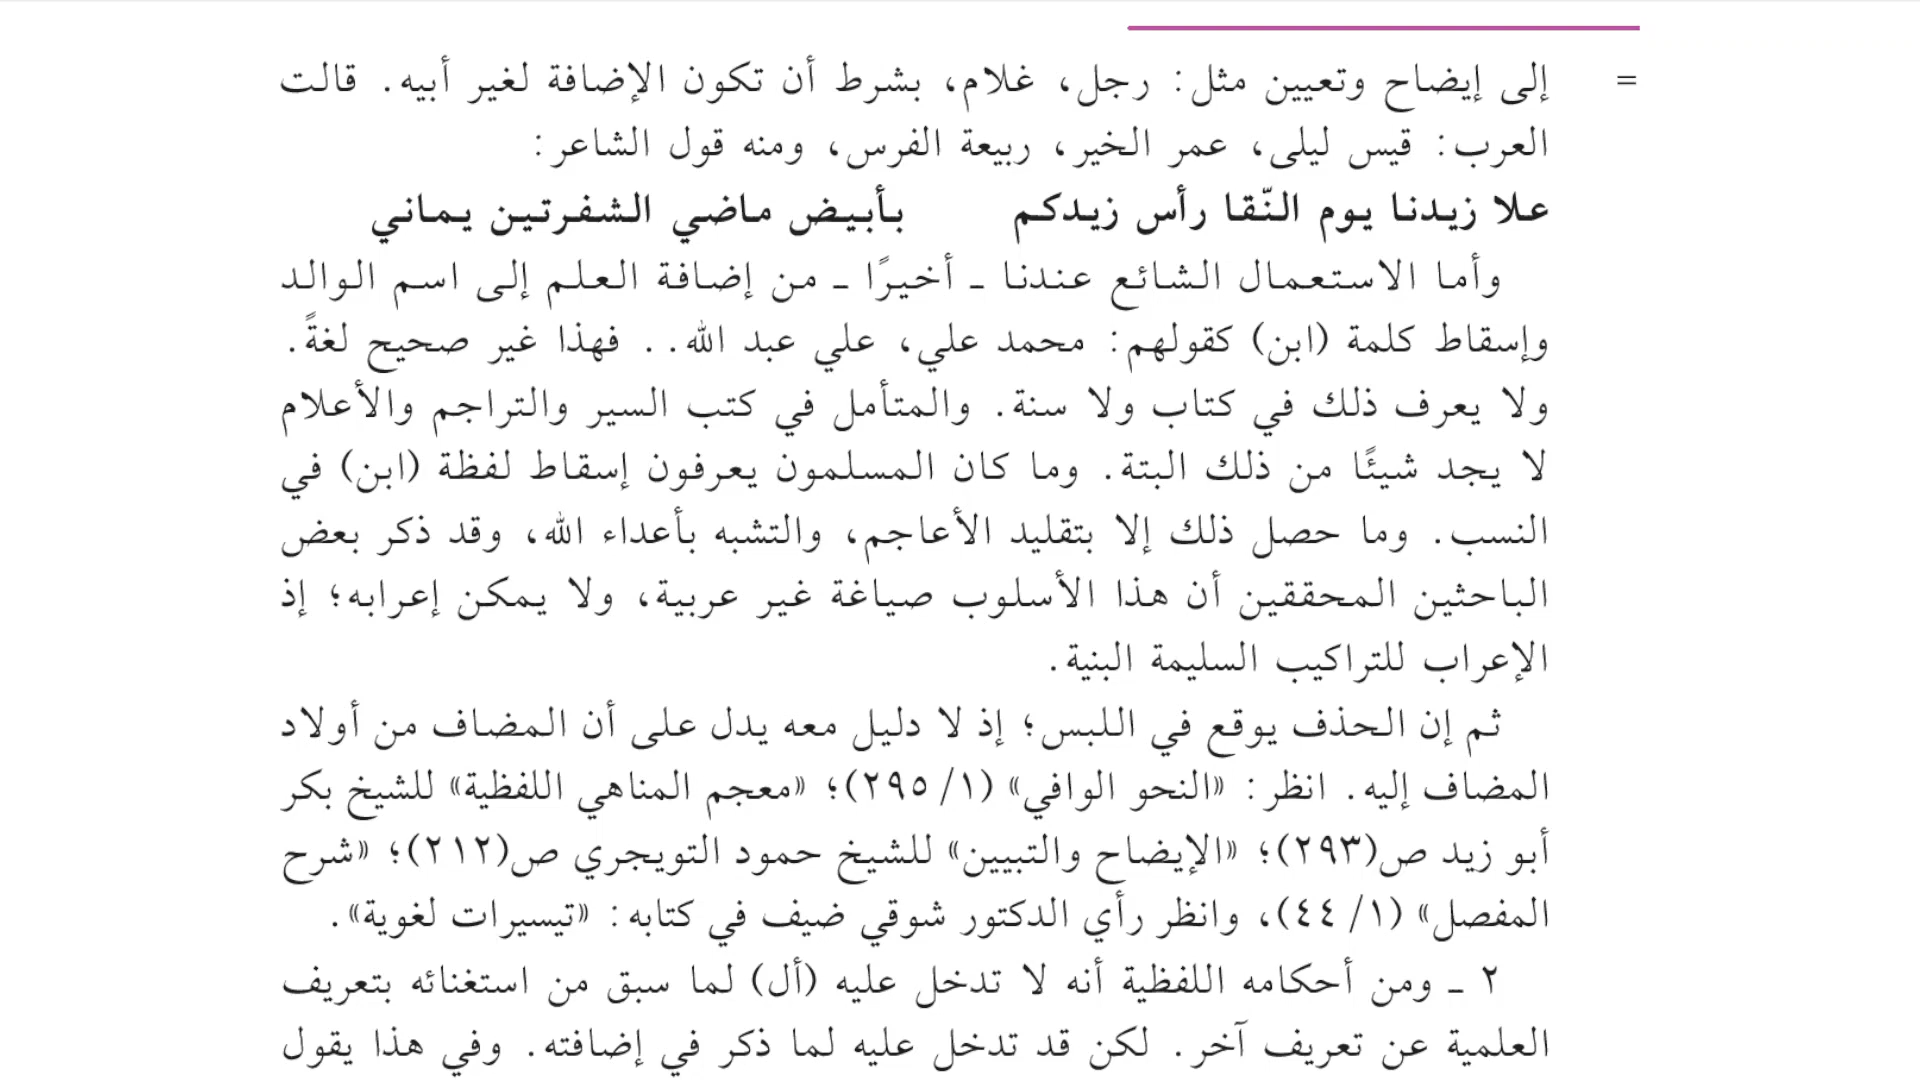 = إلى إيضاح وتعيين مثل: رجل، غلام، بشرط أن تكون الإضافة لغير أبيه. قالت
العرب: قيس ليلى، عمر الخير، ربيعة الفرس، ومنه قول الشاعر:
علا زيدنا يوم النّقا رأس زيدكم بأبيض ماضي الشفرتين يماني
وأما الاستعمال الشائع عندنا ـ أخيرًا ـ من إضافة العلم إلى اسم الوالد
وإسقاط كلمة (ابن) كقولهم: محمد علي، علي عبد الله.. فهذا غير صحيح لغةً.
ولا يعرف ذلك في كتاب ولا سنة. والمتأمل في كتب السير والتراجم والأعلام
لا يجد شيئًا من ذلك البتة. وما كان المسلمون يعرفون إسقاط لفظة (ابن) في
النسب. وما حصل ذلك إلا بتقليد الأعاجم، والتشبه بأعداء الله، وقد ذكر بعض
الباحثين المحققين أن هذا الأسلوب صياغة غير عربية، ولا يمكن إعرابه؛ إذ
الإعراب للتراكيب السليمة البنية.
ثم إن الحذف يوقع في اللبس؛ إذ لا دليل معه يدل على أن المضاف من أولاد
المضاف إليه. انظر: «النحو الوافي» (١/ ٢٩٥)؛ «معجم المناهي اللفظية» للشيخ بكر
أبو زيد ص(٢٩٣)؛ «الإيضاح والتبيين» للشيخ حمود التويجري ص(٢١٢)؛ «شرح
المفصل» (١/ ٤٤)، وانظر رأي الدكتور شوقي ضيف في كتابه: «تيسيرات لغوية».
٢ ـ ومن أحكامه اللفظية أنه لا تدخل عليه (أل) لما سبق من استغنائه بتعريف
العلمية عن تعريف آخر. لكن قد تدخل عليه لما ذكر في إضافته. وفي هذا يقول